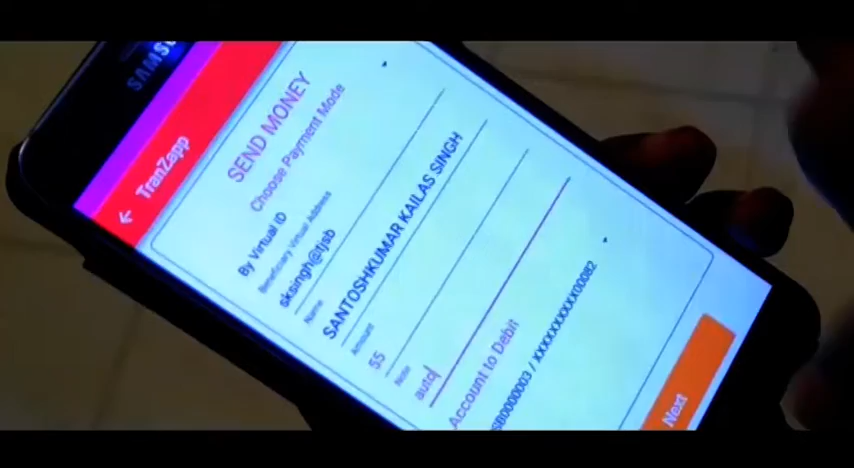 SAMSUNG
TranZapp
SEND MONEY
Choose Payment Mode
By Virtual ID
Beneficiary Virtual Address
sksingh@tjsb
Name
SANTOSHKUMAR KAILAS SINGH
Amount
55
Note
auto
Account to Debit
Next